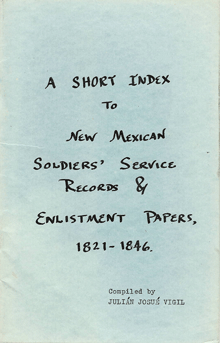 A SHORT INDEX
TO
NEW MEXICAN
SOLDIERS' SERVICE
RECORDS &
ENLISTMENT PAPERS,
1821-1846.
Compiled by
JULIÁN JOSUÉ VIGIL